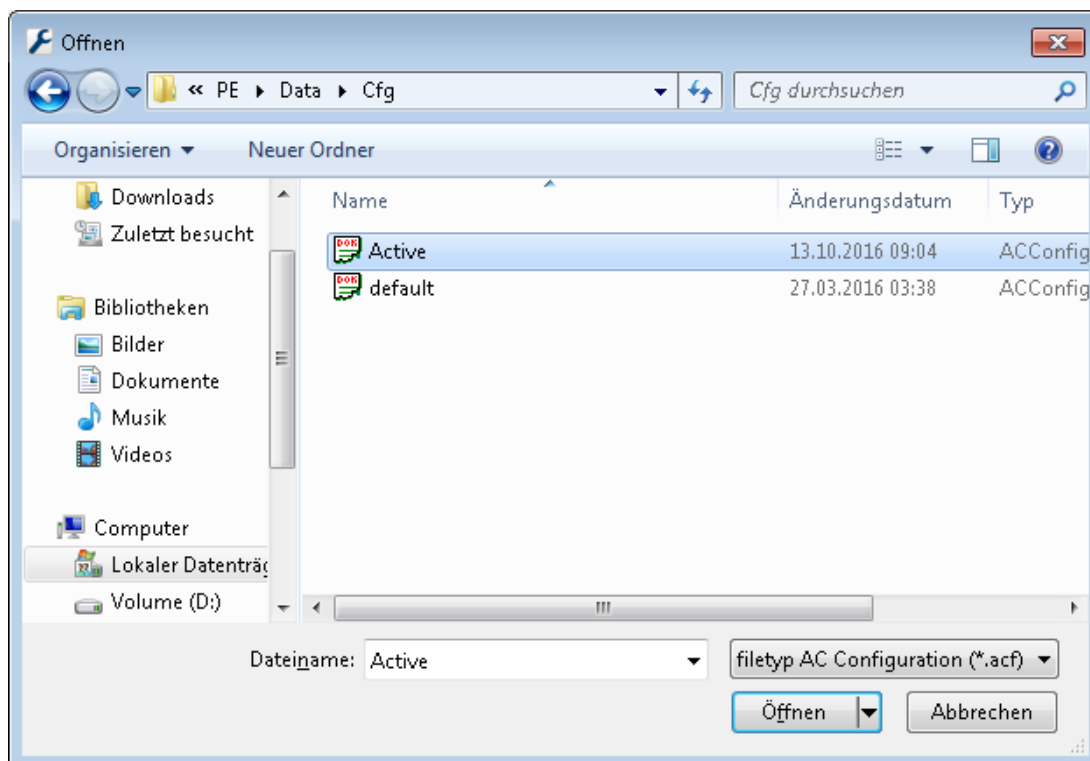 Offnen
« PE ▸ Data ▸ Cfg
Cfg durchsuchen
Organisieren
Neuer Ordner
Downloads
Zuletzt besucht
Bibliotheken
Bilder
Dokumente
Musik
Videos
Computer
Lokaler Datenträg
Volume (D:)
Name Änderungsdatum Typ
Active 13.10.2016 09:04 ACConfig
default 27.03.2016 03:38 ACConfig
Dateiname: Active
filetyp AC Configuration (*.acf)
Öffnen
Abbrechen